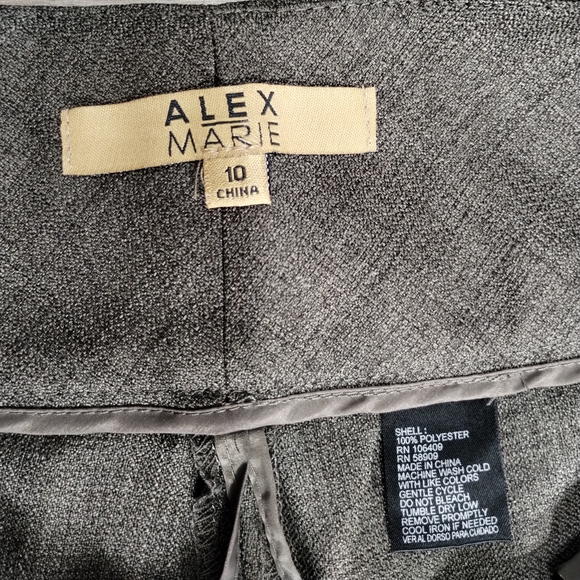 ALEX
MARIE
10
CHINA
SHELL:
100% POLYESTER
RN 106409
RN 58909
MADE IN CHINA
MACHINE WASH COLD
WITH LIKE COLORS
GENTLE CYCLE
DO NOT BLEACH
TUMBLE DRY LOW
REMOVE PROMPTLY
COOL IRON IF NEEDED
VER AL DORSO PARA CUIDADO